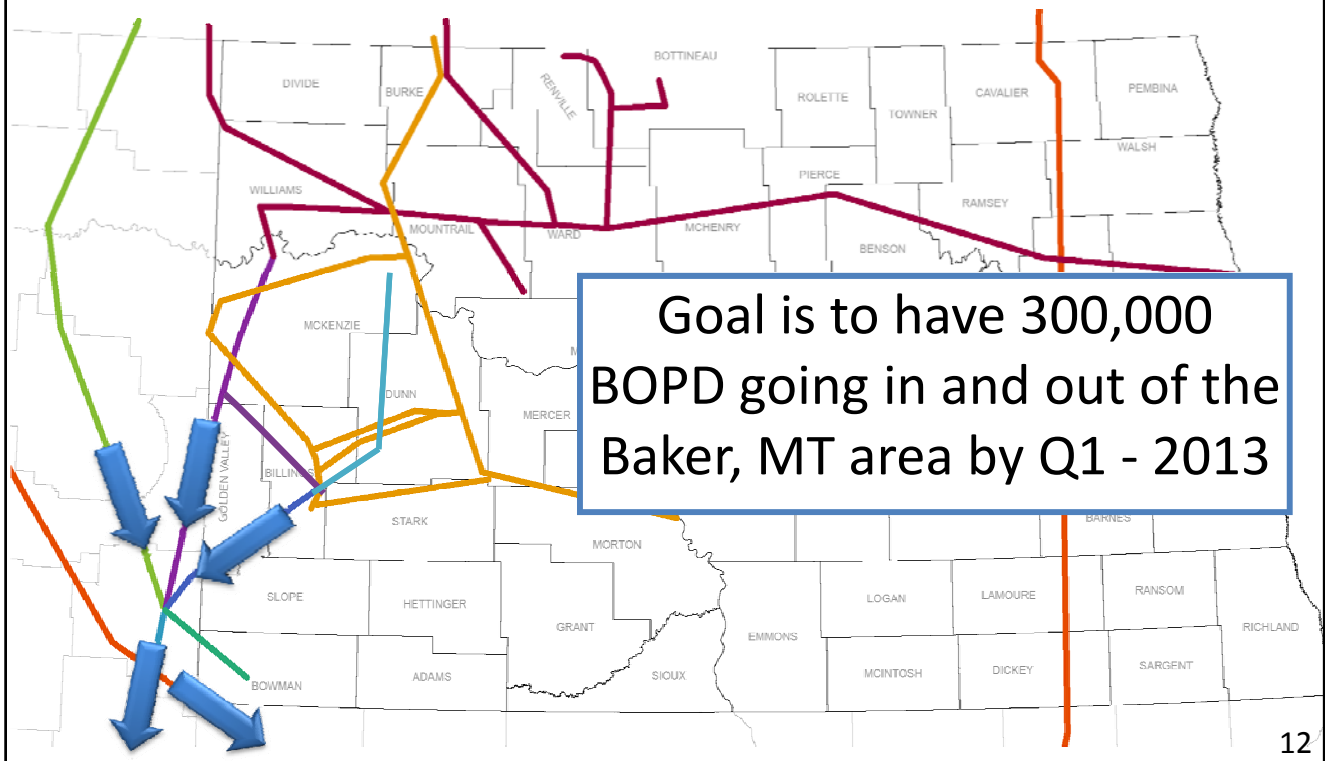 BOTTINEAU
DIVIDE
BURKE
RENVILLE
ROLETTE
TOWNER
CAVALIER
PEMBINA
WALSH
WILLIAMS
PIERCE
RAMSEY
MOUNTRAIL
WARD
MCHENRY
BENSON
MCKENZIE
DUNN
MERCER
GOLDEN VALLEY
Goal is to have 300,000
BOPD going in and out of the
Baker, MT area by Q1 - 2013
STARK
MORTON
BARNES
SLOPE
HETTINGER
GRANT
EMMONS
LOGAN
LAMOURE
RANSOM
RICHLAND
BOWMAN
ADAMS
SIOUX
MCINTOSH
DICKEY
SARGENT
12